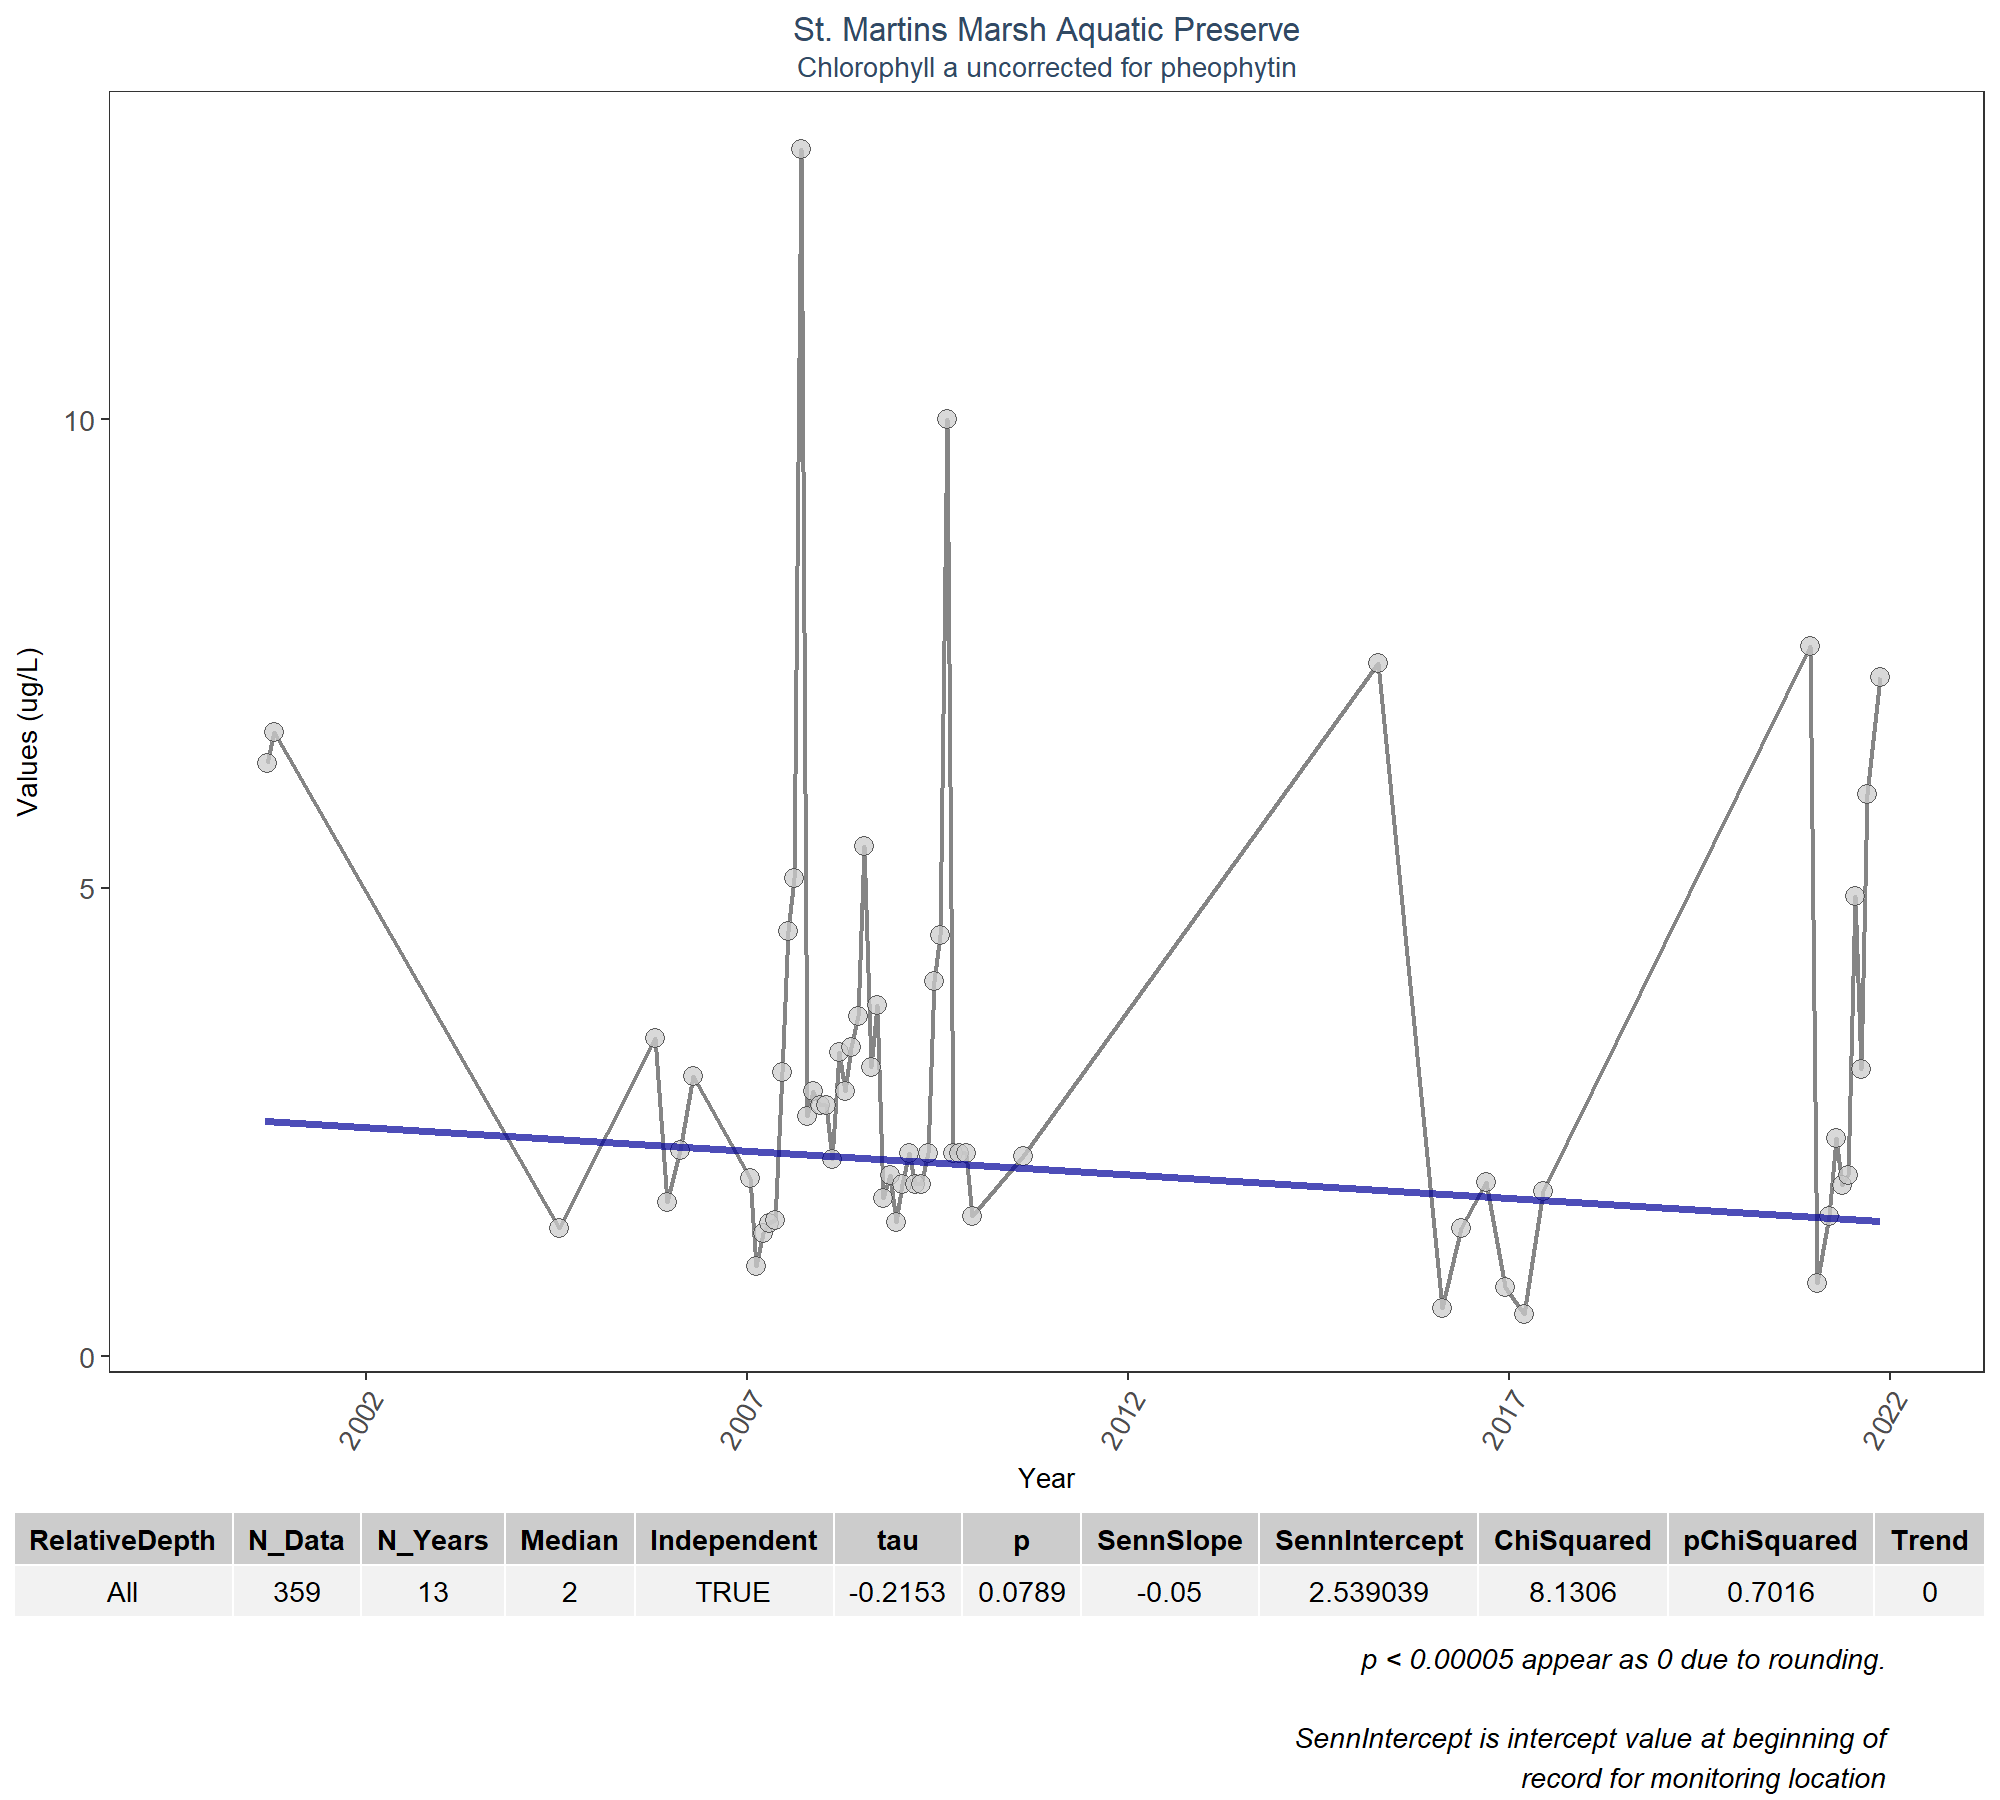 St. Martins Marsh Aquatic Preserve
Chlorophyll a uncorrected for pheophytin
Values (ug/L)
10
5
0
2002 2007 2012 2017 2022
Year
RelativeDepth N_Data N_Years Median Independent tau p SennSlope SennIntercept ChiSquared pChiSquared Trend
All 359 13 2 TRUE -0.2153 0.0789 -0.05 2.539039 8.1306 0.7016 0
p < 0.00005 appear as 0 due to rounding.
SennIntercept is intercept value at beginning of
record for monitoring location